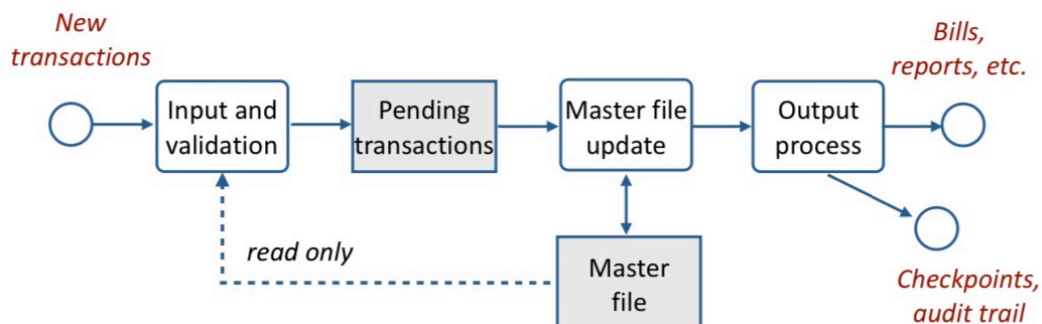 New
transactions
Input and
validation
Pending
transactions
Master file
update
Output
process
Bills,
reports, etc.
read only
Master
file
Checkpoints,
audit trail